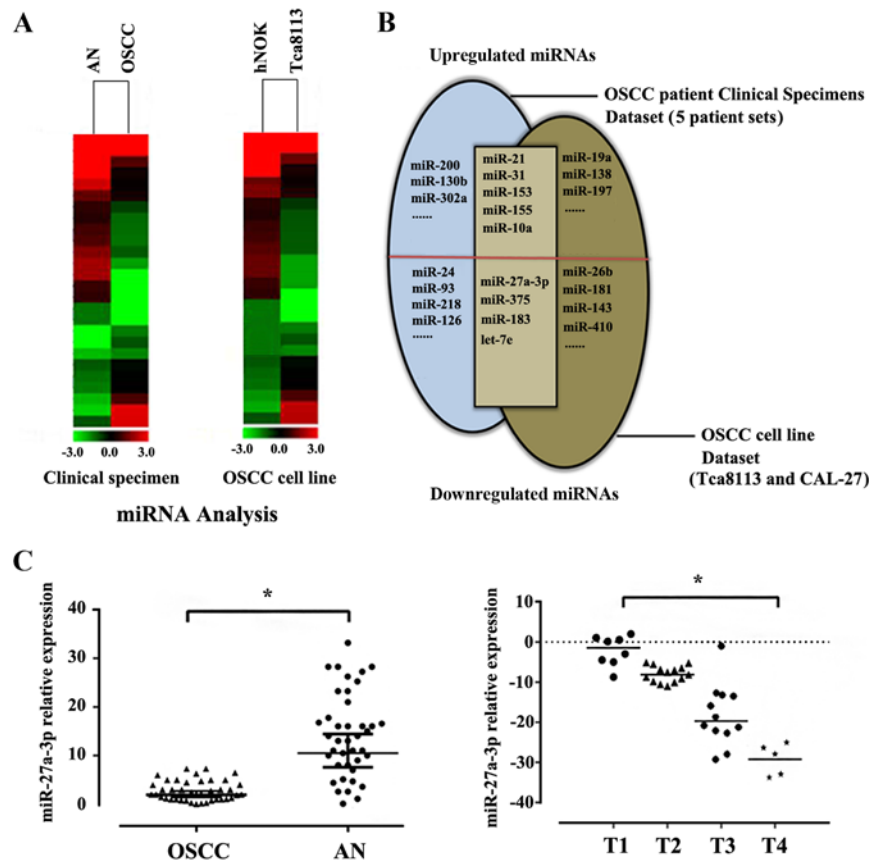 A
AN
OSCC
hNOK
Tca8113
-3.0 0.0 3.0
-3.0 0.0 3.0
Clinical specimen
OSCC cell line
miRNA Analysis
B
Upregulated miRNAs
OSCC patient Clinical Specimens
Dataset (5 patient sets)
miR-200
miR-130b
miR-302a
......
miR-21
miR-31
miR-153
miR-155
miR-10a
miR-19a
miR-138
miR-197
......
miR-24
miR-93
miR-218
miR-126
......
miR-27a-3p
miR-375
miR-183
let-7e
miR-26b
miR-181
miR-143
miR-410
......
OSCC cell line
Dataset
(Tca8113 and CAL-27)
Downregulated miRNAs
C
miR-27a-3p relative expression
40
30
20
10
0
*
OSCC
AN
miR-27a-3p relative expression
10
0
-10
-20
-30
-40
*
T1 T2 T3 T4